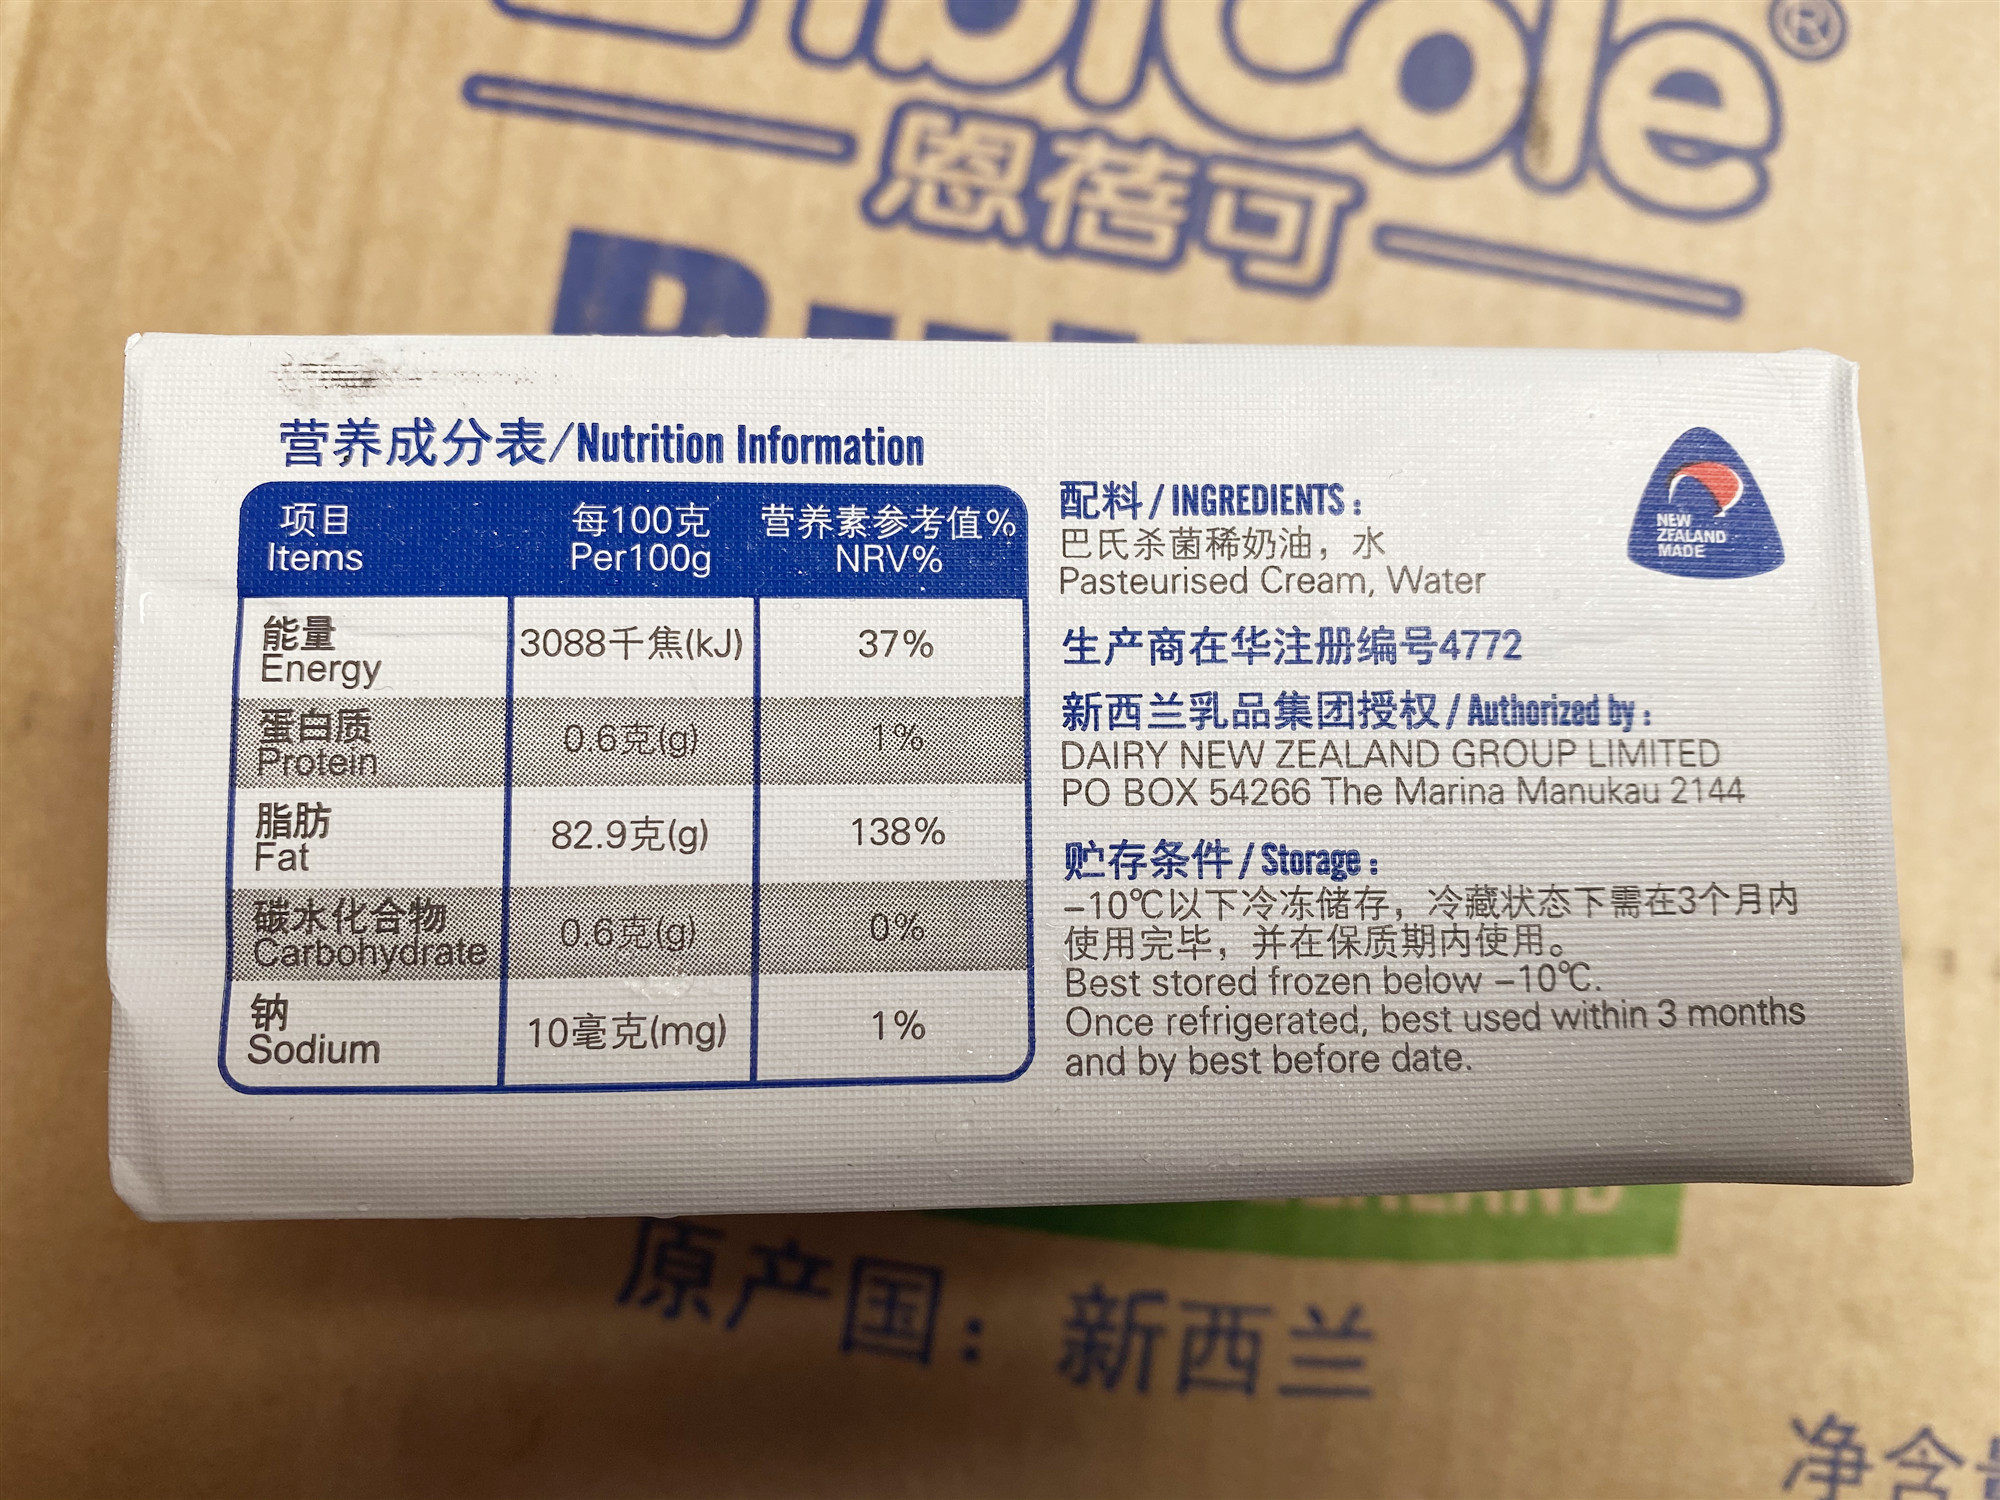 ®
恩蓓可
营养成分表/Nutrition Information
项目 每100克 营养素参考值%
Items Per100g NRV%
能量 3088千焦(kJ) 37%
Energy
蛋白质 0.6克(g) 1%
Protein
脂肪 82.9克(g) 138%
Fat
碳水化合物 0.6克(g) 0%
Carbohydrate
钠 10毫克(mg) 1%
Sodium
配料/INGREDIENTS:
巴氏杀菌稀奶油，水
Pasteurised Cream, Water
NEW
ZEALAND
MADE
生产商在华注册编号4772
新西兰乳品集团授权/Authorized by:
DAIRY NEW ZEALAND GROUP LIMITED
PO BOX 54266 The Marina Manukau 2144
贮存条件/Storage:
-10℃以下冷冻储存，冷藏状态下需在3个月内
使用完毕，并在保质期内使用。
Best stored frozen below -10℃.
Once refrigerated, best used within 3 months
and by best before date.
原产国：新西兰
净含